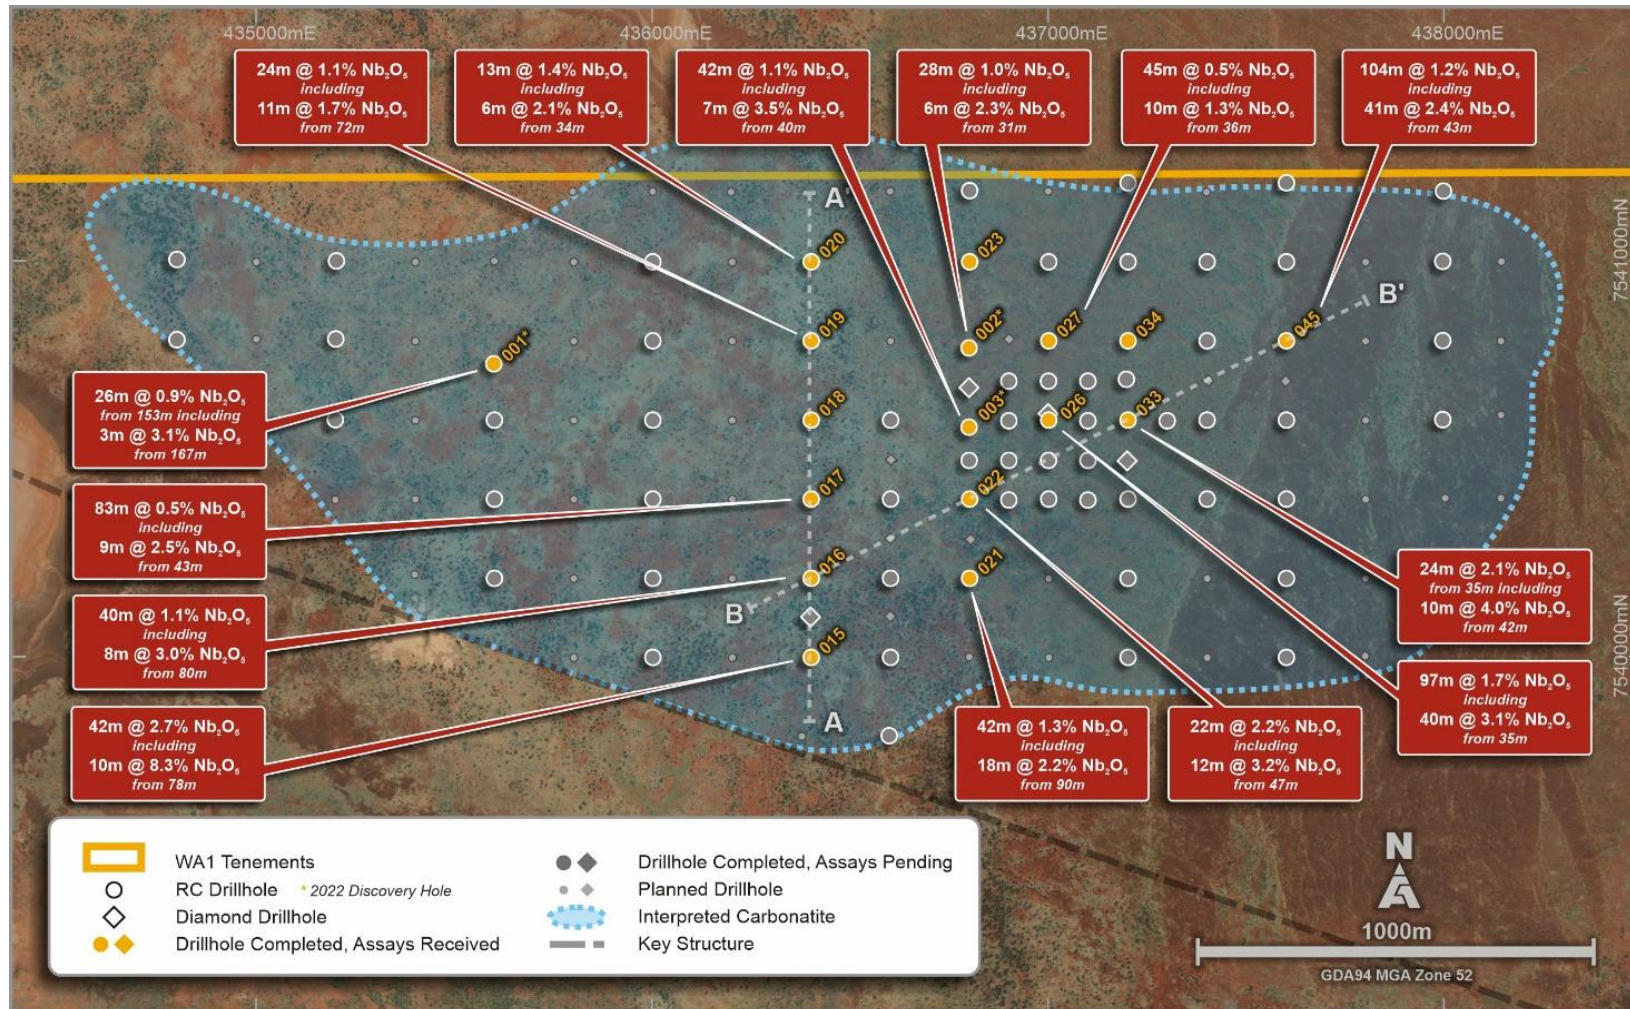 435000mE
436000mE
437000mE
438000mE
24m @ 1.1% Nb₂O₅
including
11m @ 1.7% Nb₂O₅
from 72m
13m @ 1.4% Nb₂O₅
including
6m @ 2.1% Nb₂O₅
from 34m
42m @ 1.1% Nb₂O₅
including
7m @ 3.5% Nb₂O₅
from 40m
28m @ 1.0% Nb₂O₅
including
6m @ 2.3% Nb₂O₅
from 31m
45m @ 0.5% Nb₂O₅
including
10m @ 1.3% Nb₂O₅
from 36m
104m @ 1.2% Nb₂O₅
including
41m @ 2.4% Nb₂O₅
from 43m
A'
020
023
7541000mN
B'
019
002*
027
034
045
001*
26m @ 0.9% Nb₂O₅
from 153m including
3m @ 3.1% Nb₂O₅
from 167m
018
003*
026
033
83m @ 0.5% Nb₂O₅
including
9m @ 2.5% Nb₂O₅
from 43m
017
022
016
021
B
40m @ 1.1% Nb₂O₅
including
8m @ 3.0% Nb₂O₅
from 80m
24m @ 2.1% Nb₂O₅
from 35m including
10m @ 4.0% Nb₂O₅
from 42m
015
7540000mN
A
42m @ 2.7% Nb₂O₅
including
10m @ 8.3% Nb₂O₅
from 78m
42m @ 1.3% Nb₂O₅
including
18m @ 2.2% Nb₂O₅
from 90m
22m @ 2.2% Nb₂O₅
including
12m @ 3.2% Nb₂O₅
from 47m
97m @ 1.7% Nb₂O₅
including
40m @ 3.1% Nb₂O₅
from 35m
WA1 Tenements
RC Drillhole * 2022 Discovery Hole
Diamond Drillhole
Drillhole Completed, Assays Received
Drillhole Completed, Assays Pending
Planned Drillhole
Interpreted Carbonatite
Key Structure
N
1000m
GDA94 MGA Zone 52